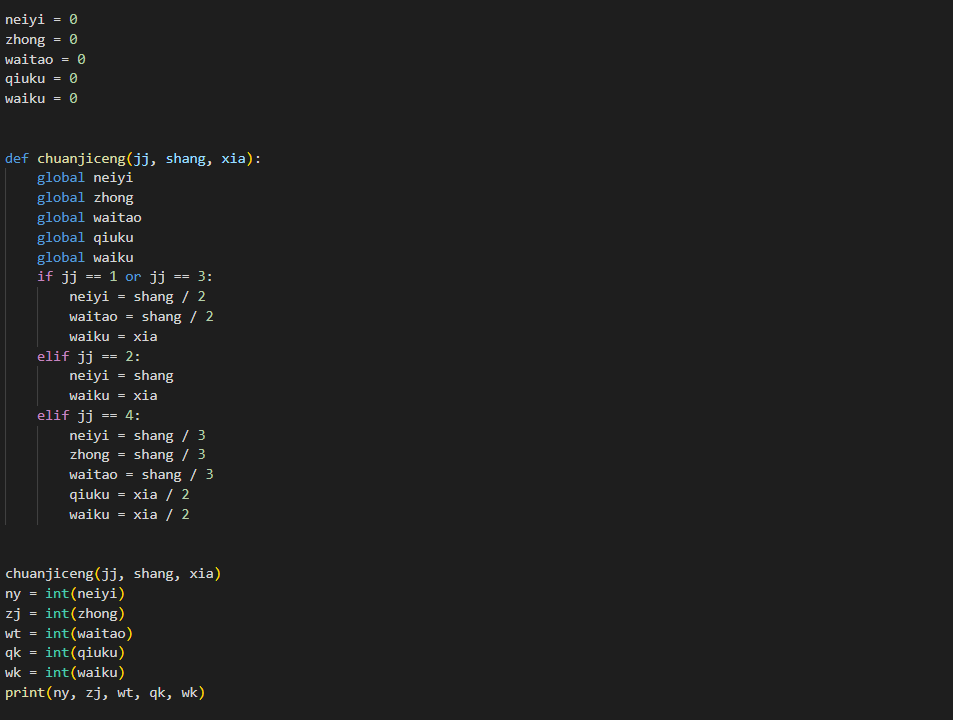 neiyi = 0
zhong = 0
waitao = 0
qiuku = 0
waiku = 0
def chuanjiceng(jj, shang, xia):
    global neiyi
    global zhong
    global waitao
    global qiuku
    global waiku
    if jj == 1 or jj == 3:
        neiyi = shang / 2
        waitao = shang / 2
        waiku = xia
    elif jj == 2:
        neiyi = shang
        waiku = xia
    elif jj == 4:
        neiyi = shang / 3
        zhong = shang / 3
        waitao = shang / 3
        qiuku = xia / 2
        waiku = xia / 2
chuanjiceng(jj, shang, xia)
ny = int(neiyi)
zj = int(zhong)
wt = int(waitao)
qk = int(qiuku)
wk = int(waiku)
print(ny, zj, wt, qk, wk)